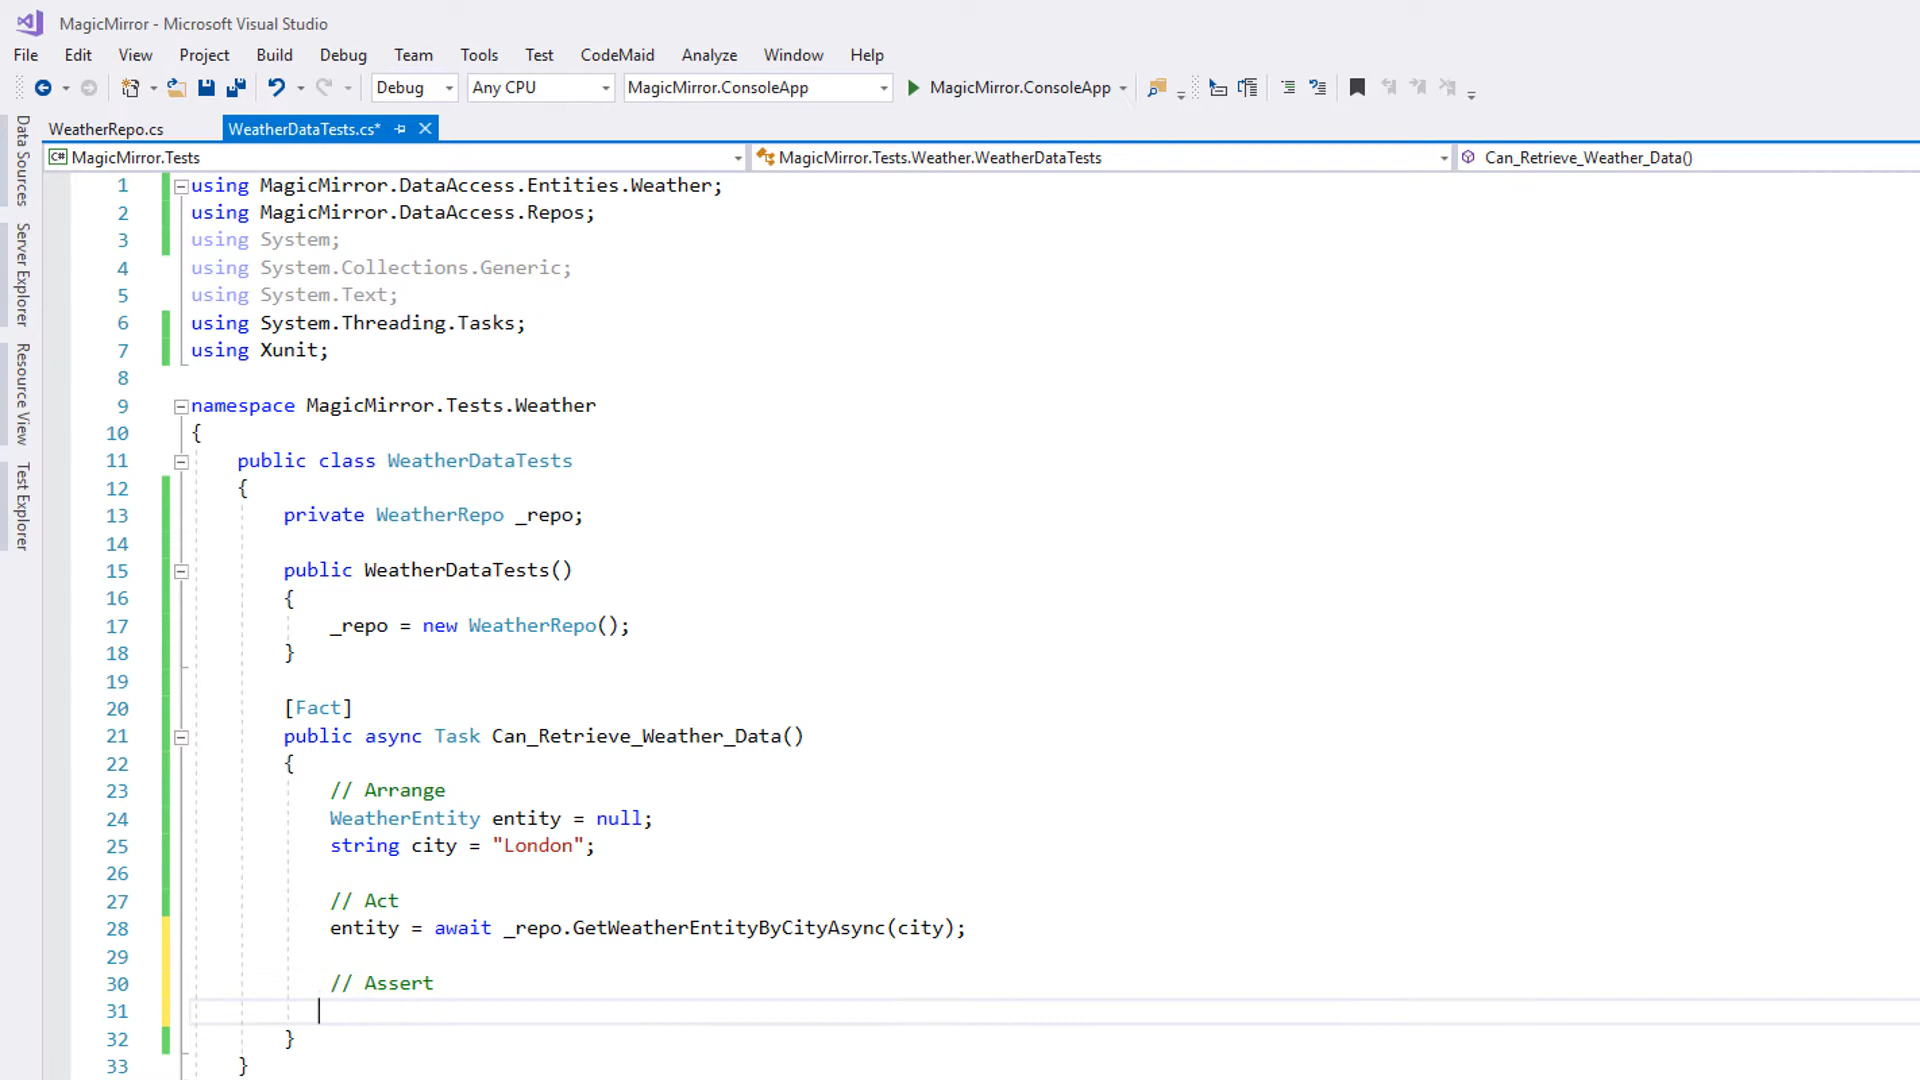 MagicMirror - Microsoft Visual Studio
File Edit View Project Build Debug Team Tools Test CodeMaid Analyze Window Help
Debug Any CPU MagicMirror.ConsoleApp MagicMirror.ConsoleApp
WeatherRepo.cs WeatherDataTests.cs*
C# MagicMirror.Tests MagicMirror.Tests.Weather.WeatherDataTests Can_Retrieve_Weather_Data()
Data Sources
Server Explorer
Resource View
Test Explorer
1 using MagicMirror.DataAccess.Entities.Weather;
2 using MagicMirror.DataAccess.Repos;
3 using System;
4 using System.Collections.Generic;
5 using System.Text;
6 using System.Threading.Tasks;
7 using Xunit;
8
9 namespace MagicMirror.Tests.Weather
10 {
11 public class WeatherDataTests
12 {
13 private WeatherRepo _repo;
14
15 public WeatherDataTests()
16 {
17 _repo = new WeatherRepo();
18 }
19
20 [Fact]
21 public async Task Can_Retrieve_Weather_Data()
22 {
23 // Arrange
24 WeatherEntity entity = null;
25 string city = "London";
26
27 // Act
28 entity = await _repo.GetWeatherEntityByCityAsync(city);
29
30 // Assert
31
32 }
33 }